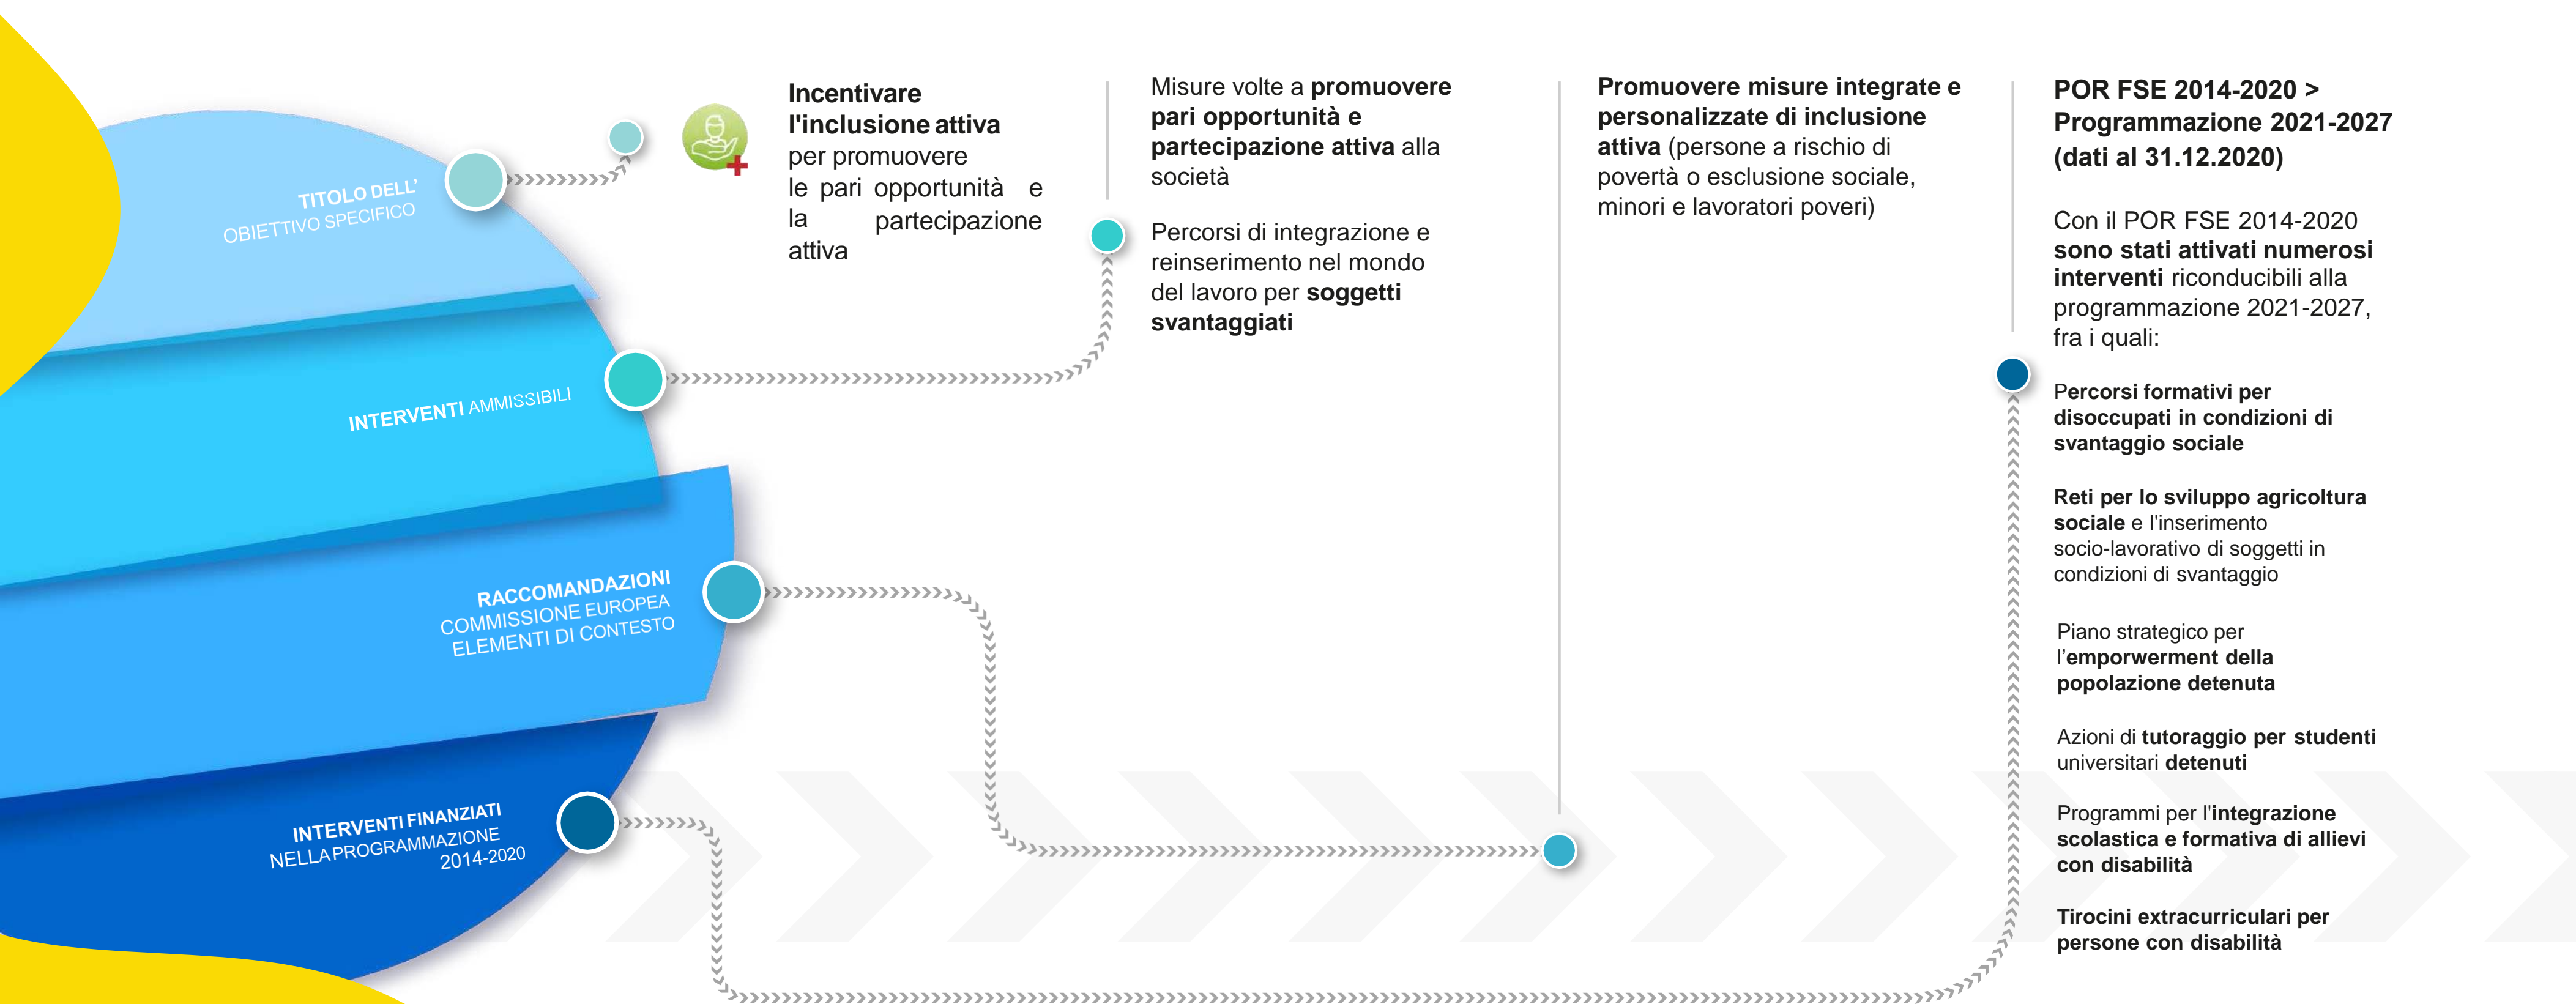 TITOLO DELL'
OBIETTIVO SPECIFICO
INTERVENTI AMMISSIBILI
RACCOMANDAZIONI
COMMISSIONE EUROPEA
ELEMENTI DI CONTESTO
INTERVENTI FINANZIATI
NELLA PROGRAMMAZIONE
2014-2020
Incentivare
l'inclusione attiva
per promuovere
le pari opportunità e
la partecipazione
attiva
Misure volte a promuovere
pari opportunità e
partecipazione attiva alla
società
Percorsi di integrazione e
reinserimento nel mondo
del lavoro per soggetti
svantaggiati
Promuovere misure integrate e
personalizzate di inclusione
attiva (persone a rischio di
povertà o esclusione sociale,
minori e lavoratori poveri)
POR FSE 2014-2020 >
Programmazione 2021-2027
(dati al 31.12.2020)
Con il POR FSE 2014-2020
sono stati attivati numerosi
interventi riconducibili alla
programmazione 2021-2027,
fra i quali:
Percorsi formativi per
disoccupati in condizioni di
svantaggio sociale
Reti per lo sviluppo agricoltura
sociale e l'inserimento
socio-lavorativo di soggetti in
condizioni di svantaggio
Piano strategico per
l'emporwerment della
popolazione detenuta
Azioni di tutoraggio per studenti
universitari detenuti
Programmi per l'integrazione
scolastica e formativa di allievi
con disabilità
Tirocini extracurriculari per
persone con disabilità